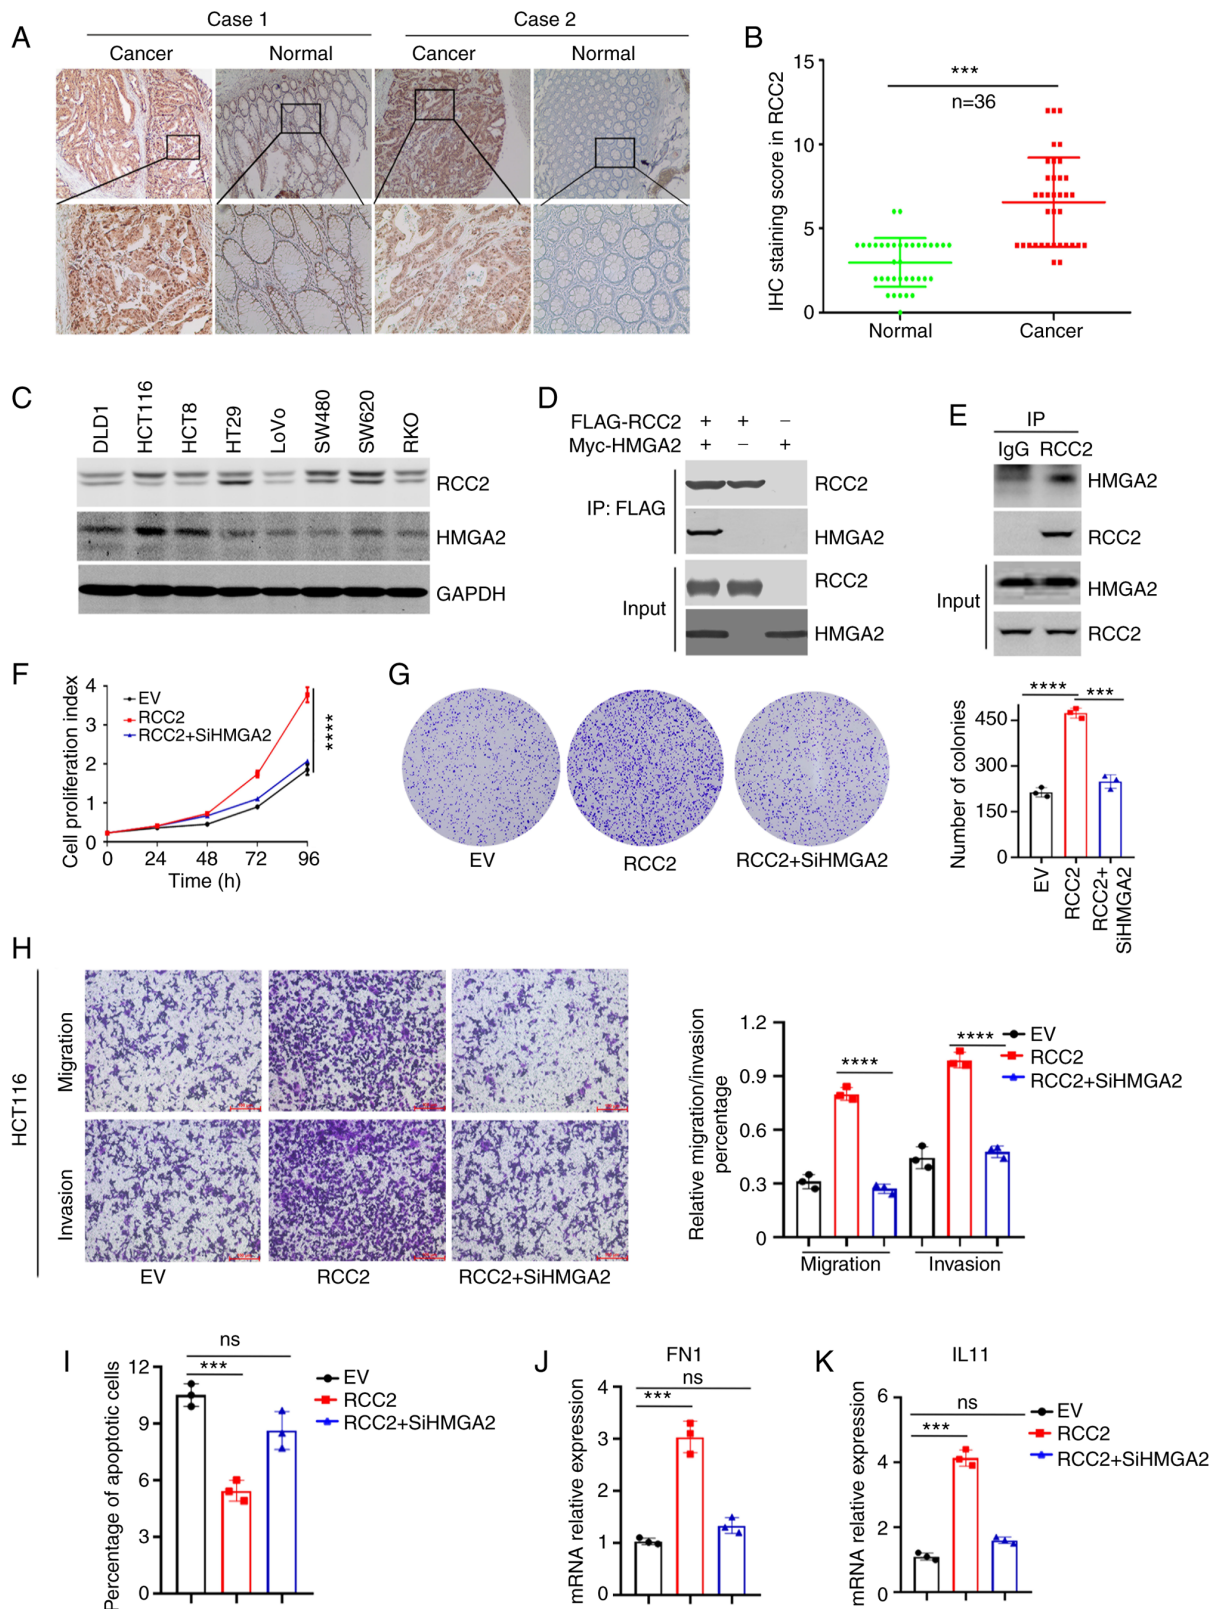 A
Case 1
Case 2
Cancer
Normal
Cancer
Normal
B
IHC staining score in RCC2
15
10
5
0
***
n=36
Normal
Cancer
C
DLD1
HCT116
HCT8
HT29
LoVo
SW480
SW620
RKO
RCC2
HMGA2
GAPDH
D
FLAG-RCC2 + + –
Myc-HMGA2 + – +
IP: FLAG
RCC2
HMGA2
Input
RCC2
HMGA2
E
IP
IgG RCC2
HMGA2
RCC2
Input
HMGA2
RCC2
F
Cell proliferation index
4
3
2
1
0
EV
RCC2
RCC2+SiHMGA2
****
0 24 48 72 96
Time (h)
G
EV
RCC2
RCC2+SiHMGA2
Number of colonies
450
300
150
0
**** ***
EV
RCC2
RCC2+
SiHMGA2
H
HCT116
Migration
Invasion
EV
RCC2
RCC2+SiHMGA2
Relative migration/invasion
percentage
1.2
0.9
0.6
0.3
0
****
****
EV
RCC2
RCC2+SiHMGA2
Migration
Invasion
I
Percentage of apoptotic cells
12
9
6
3
0
ns
***
EV
RCC2
RCC2+SiHMGA2
J
FN1
mRNA relative expression
4
3
2
1
0
ns
***
K
IL11
mRNA relative expression
6
4
2
0
ns
***
EV
RCC2
RCC2+SiHMGA2